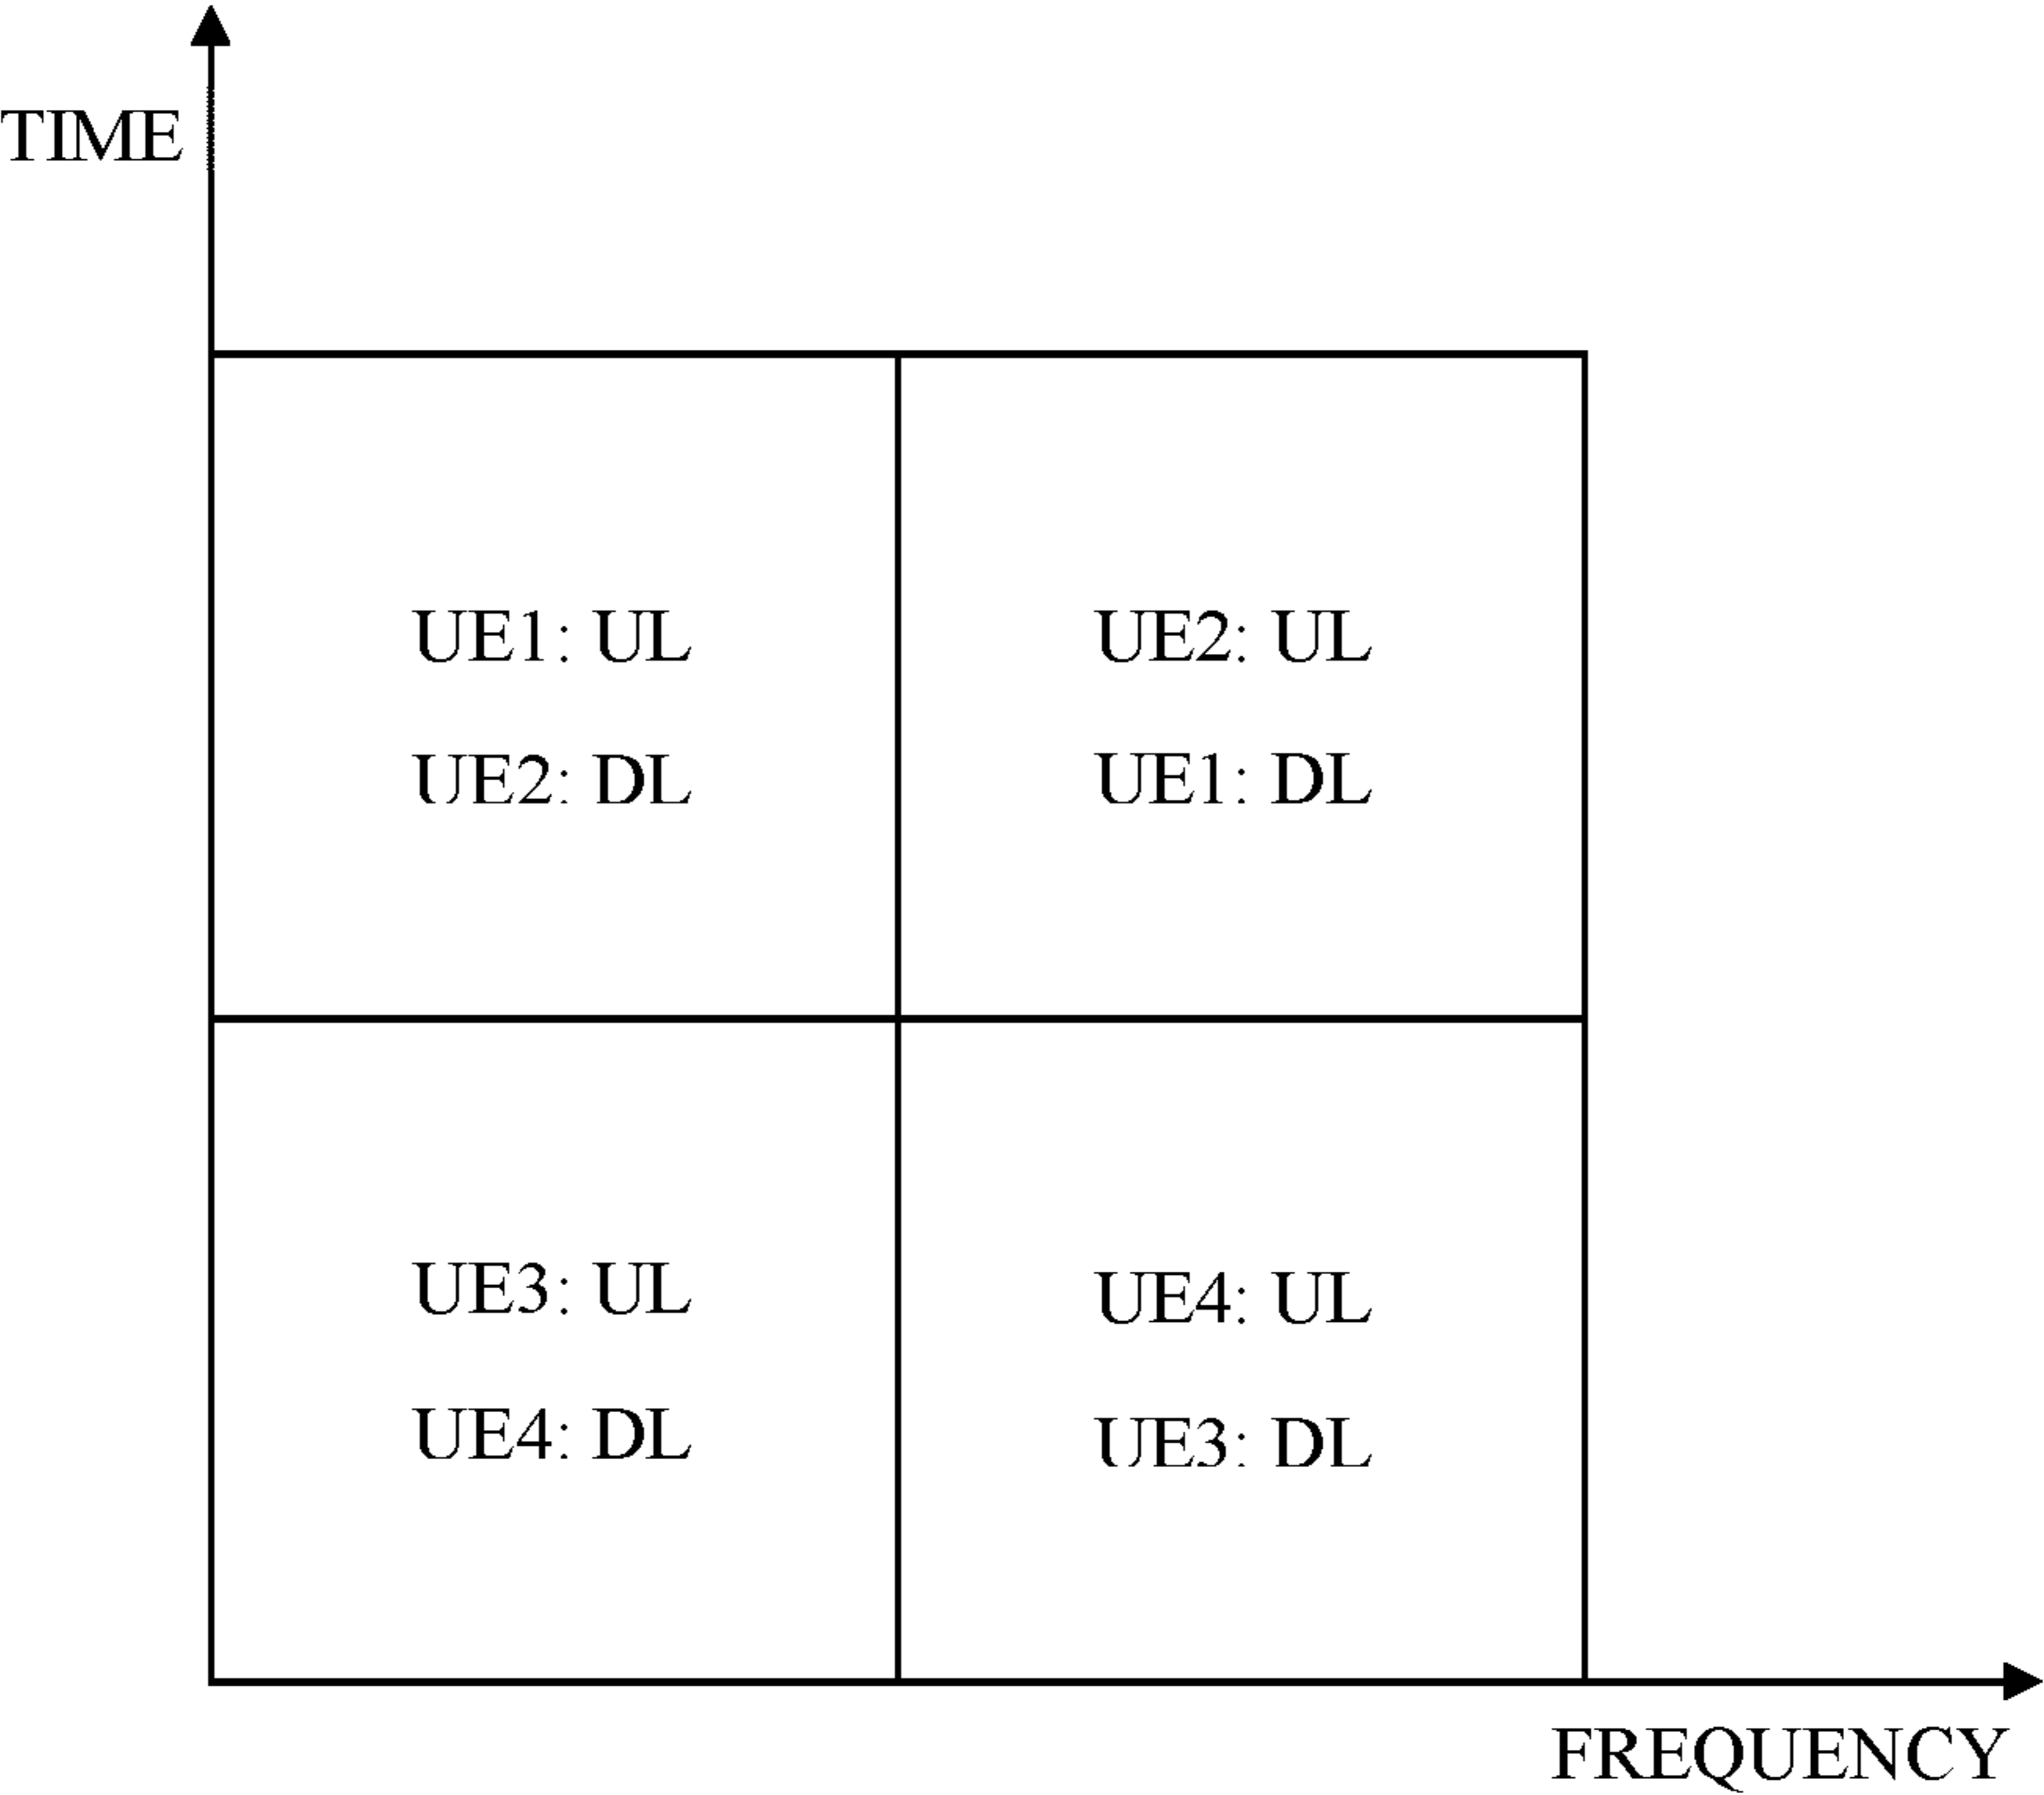 TIME
UE1: UL
UE2: DL
UE2: UL
UE1: DL
UE3: UL
UE4: DL
UE4: UL
UE3: DL
FREQUENCY